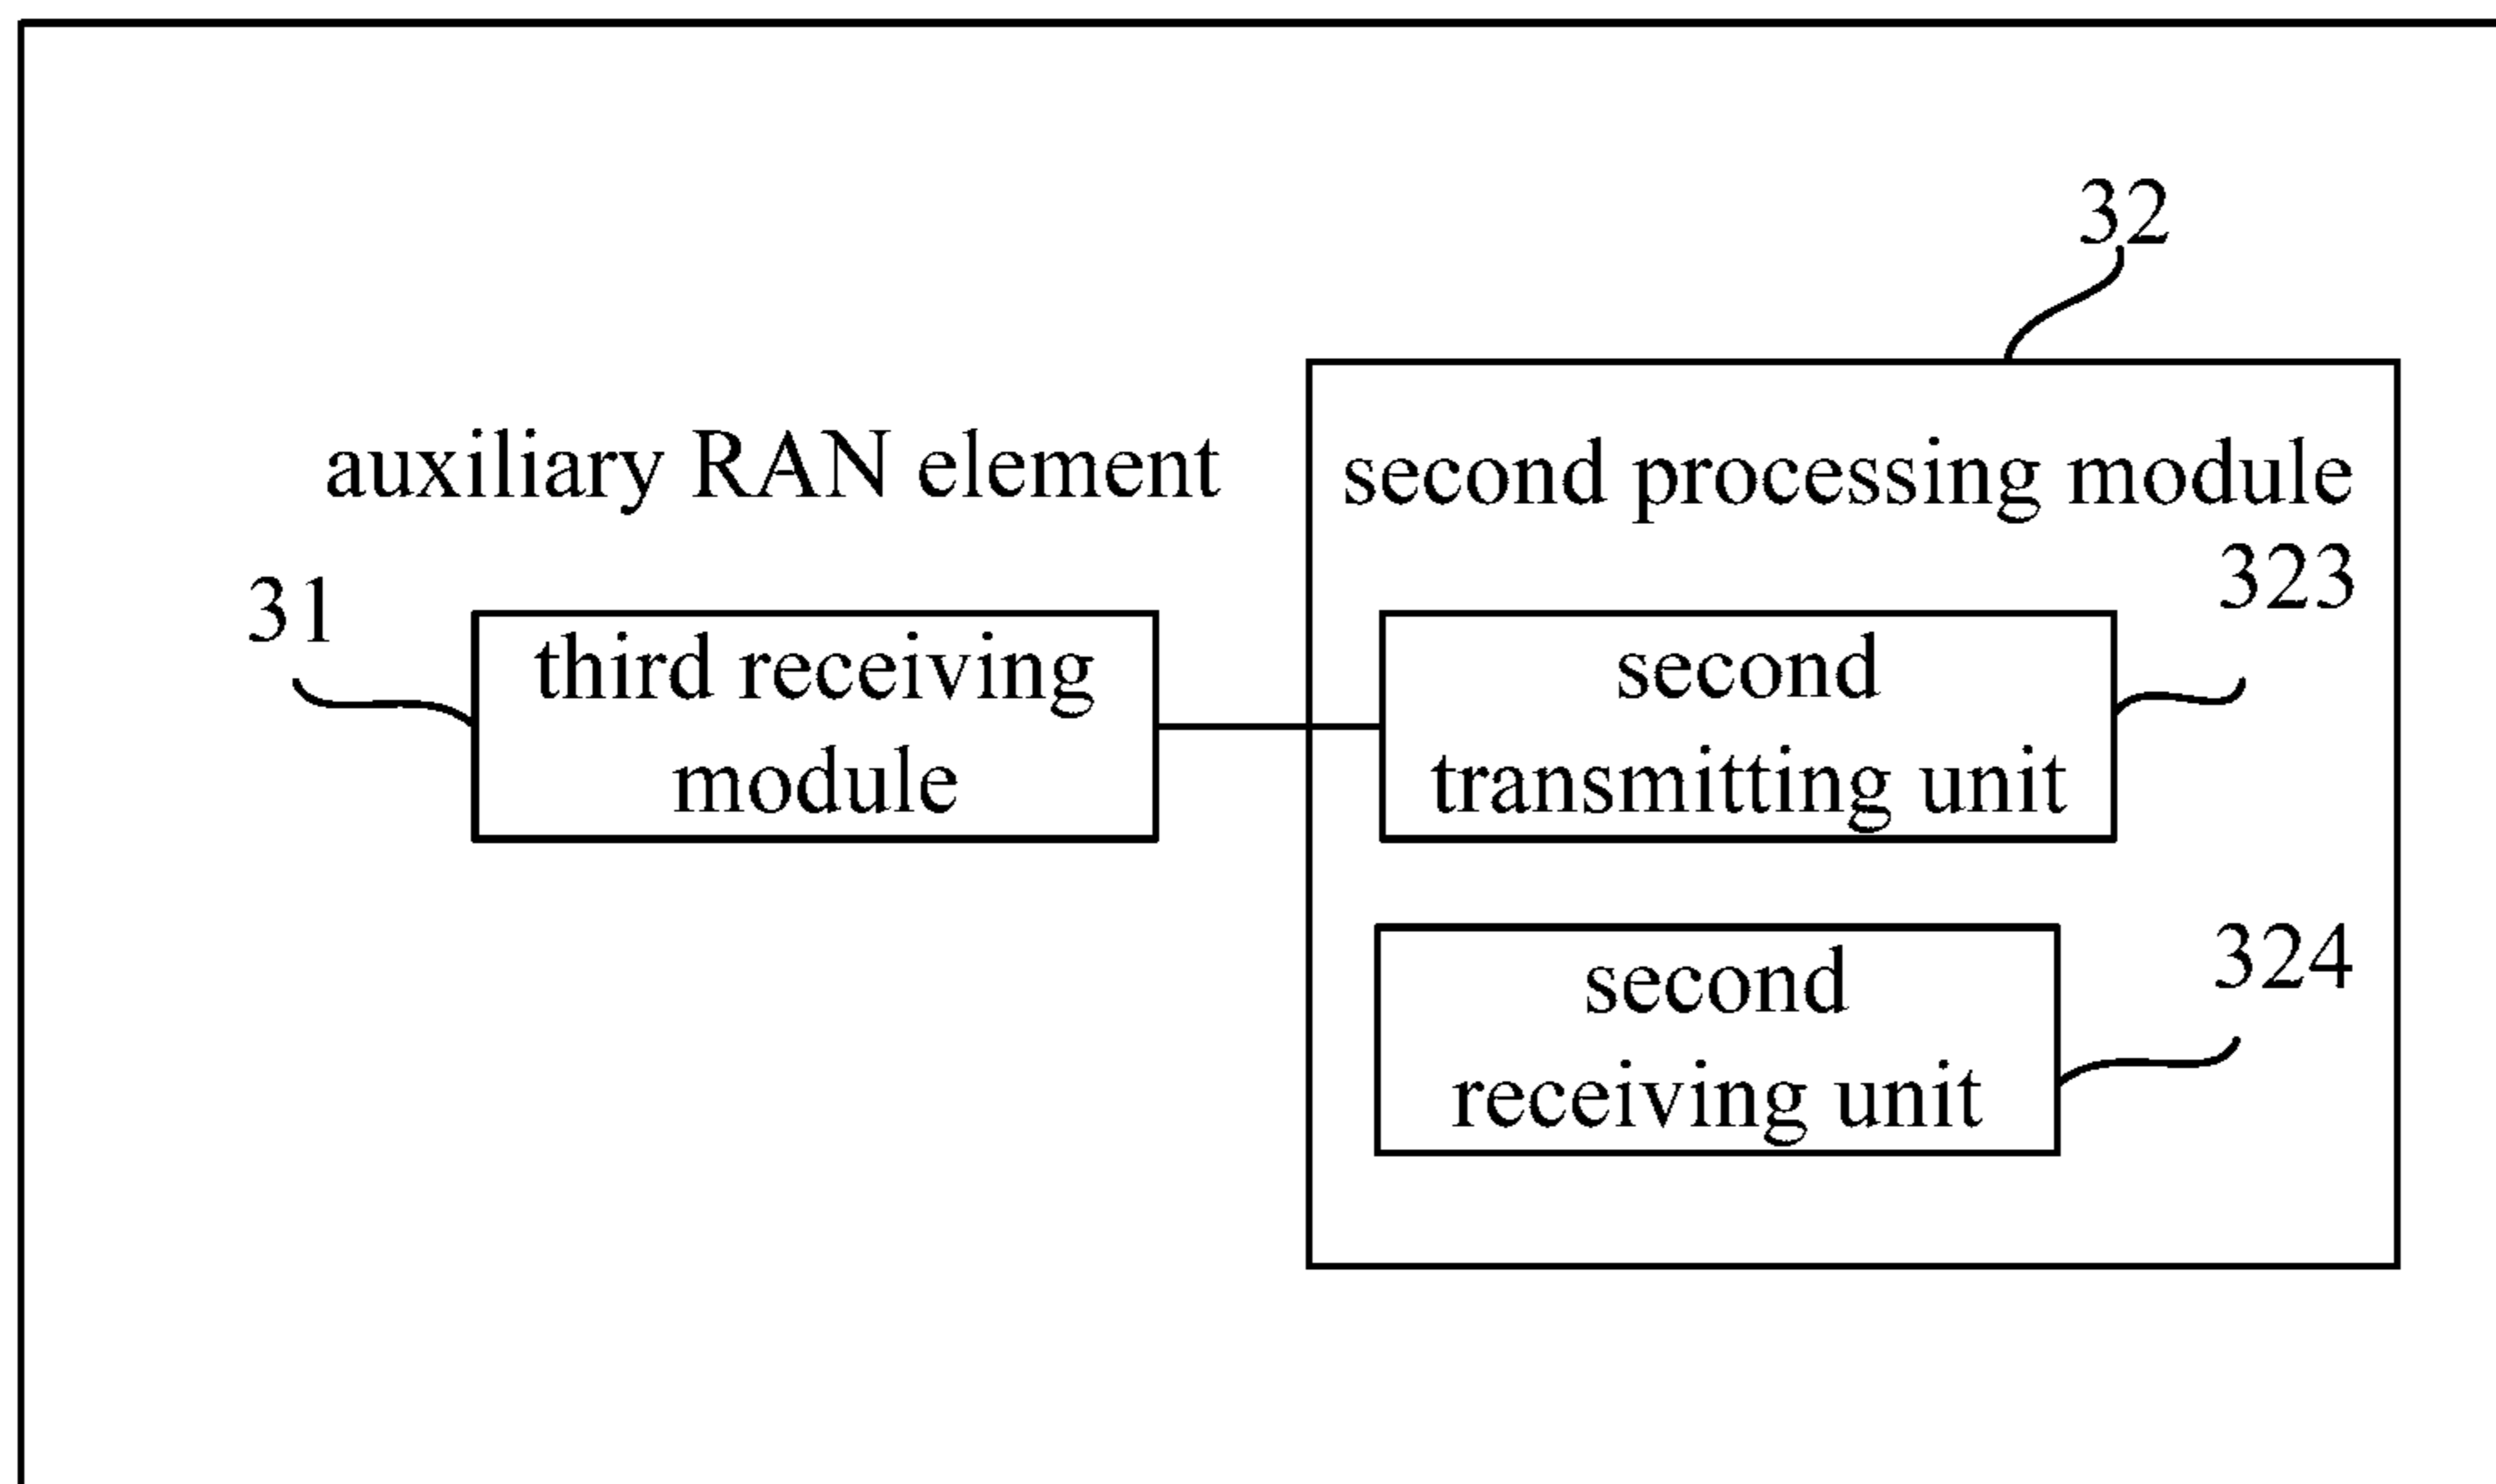 32
auxiliary RAN element
second processing module
31
323
third receiving
module
second
transmitting unit
324
second
receiving unit